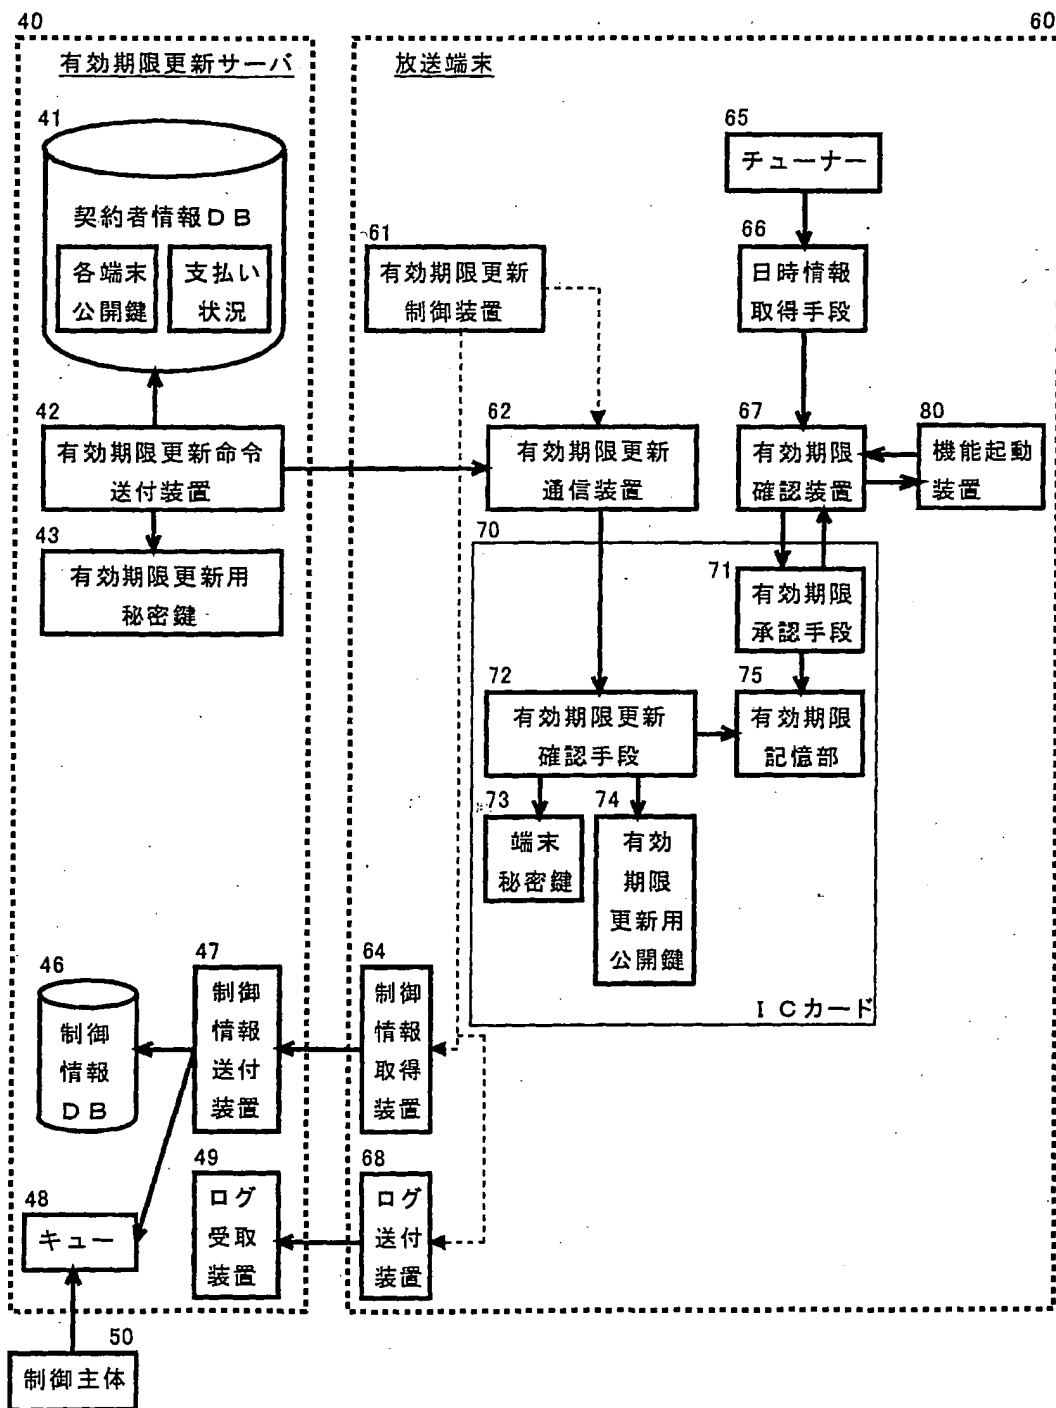 40
60
有効期限更新サーバ
放送端末
41
契約者情報DB
各端末
公開鍵
支払い
状況
65
チューナー
61
有効期限更新
制御装置
66
日時情報
取得手段
42
有効期限更新命令
送付装置
62
有効期限更新
通信装置
67
有効期限
確認装置
80
機能起動
装置
43
有効期限更新用
秘密鍵
70
71
有効期限
承認手段
72
有効期限更新
確認手段
75
有効期限
記憶部
73
端末
秘密鍵
74
有効
期限
更新用
公開鍵
ICカード
46
制御
情報
DB
47
制御
情報
送付
装置
64
制御
情報
取得
装置
48
キュー
49
ログ
受取
装置
68
ログ
送付
装置
50
制御主体